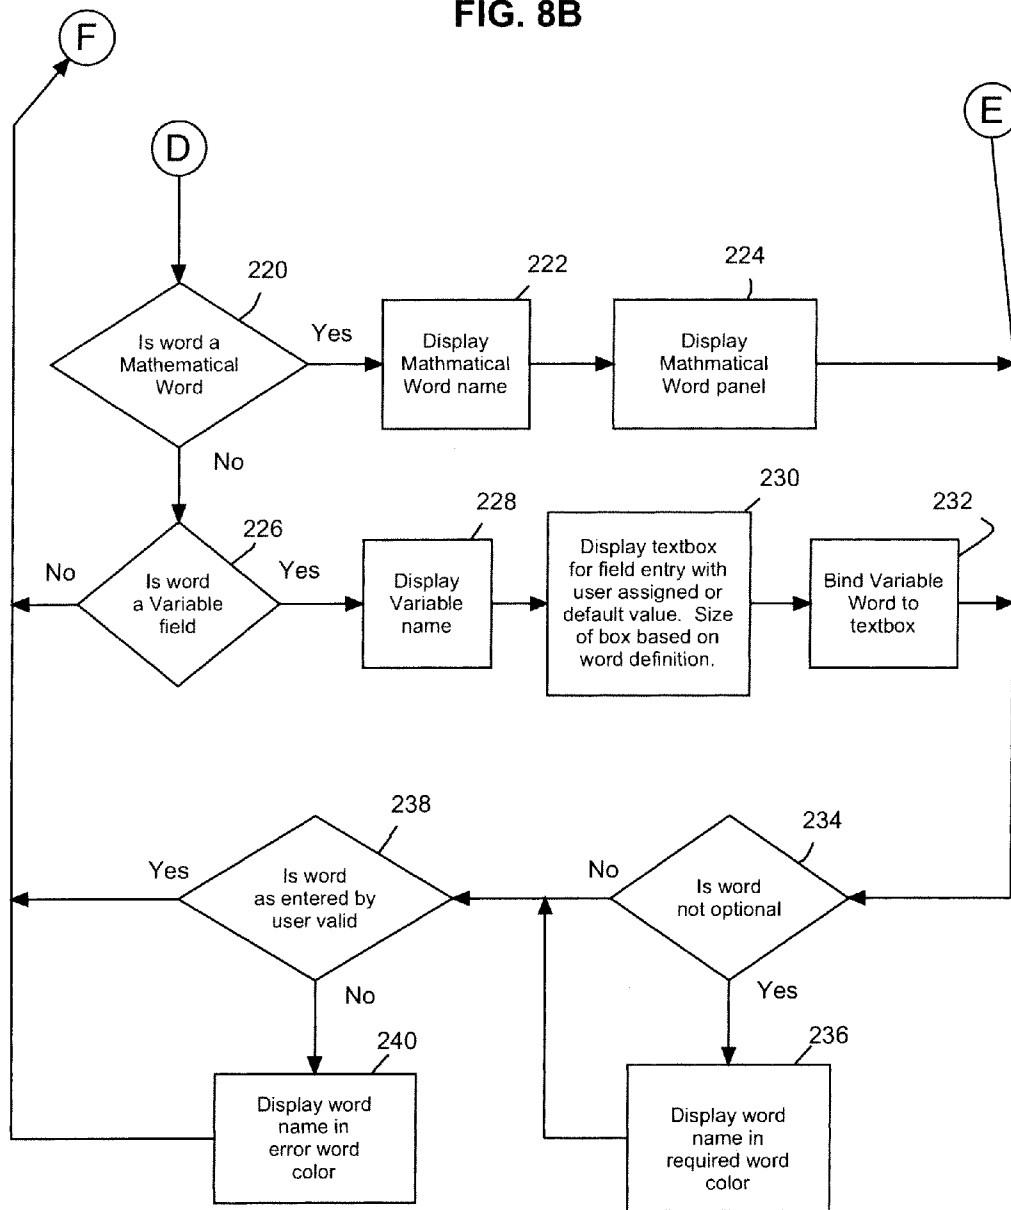 FIG. 8B
F
E
D
220
222
224
Is word a
Mathematical
Word
Yes
Display
Mathmatical
Word name
Display
Mathmatical
Word panel
No
226
228
230
232
No
Is word
a Variable
field
Yes
Display
Variable
name
Display textbox
for field entry with
user assigned or
default value. Size
of box based on
word definition.
Bind Variable
Word to
textbox
238
234
Yes
Is word
as entered by
user valid
No
Is word
not optional
No
Yes
240
236
Display word
name in
error word
color
Display word
name in
required word
color